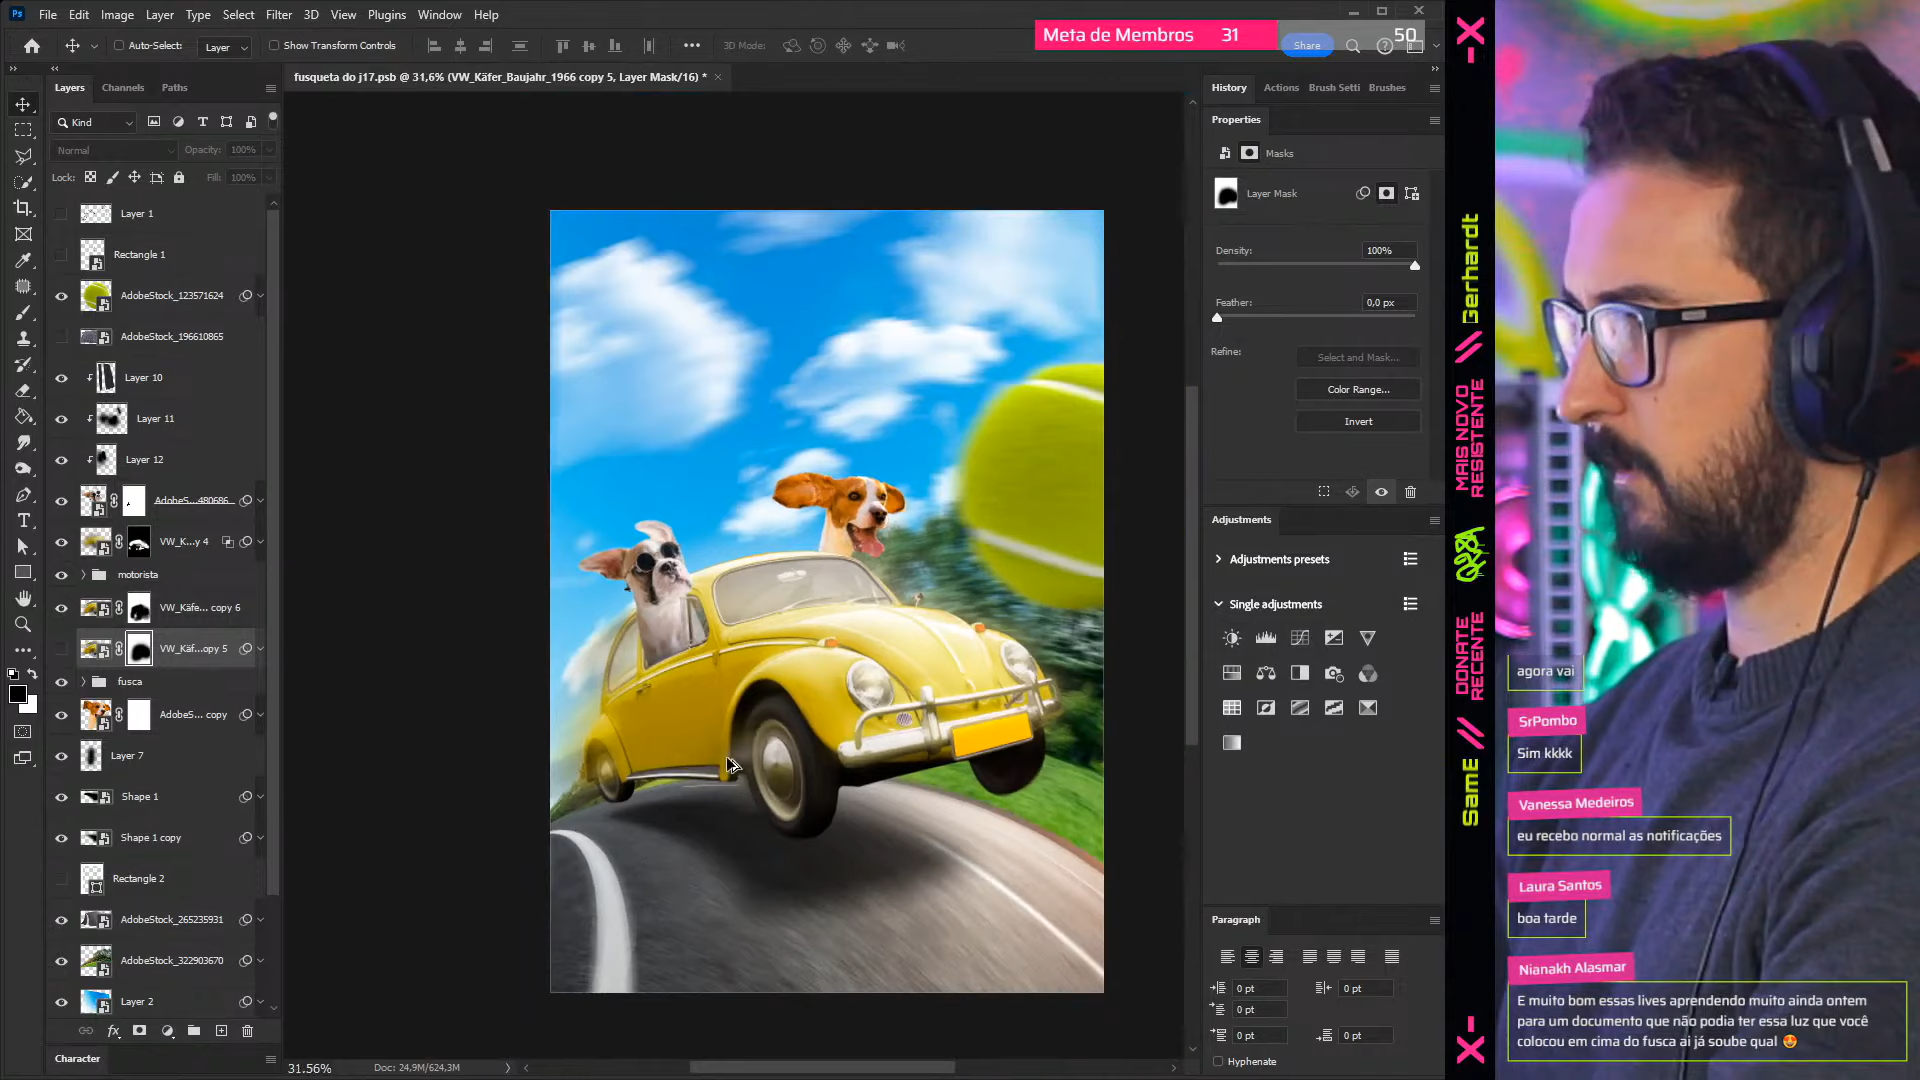 File Edit Image Layer Type Select Filter 3D View Plugins Window Help
Auto-Select: Layer Show Transform Controls 3D Mode: Share
Meta de Membros 31 50
fusqueta do j17.psb @ 31,6% (VW_Käfer_Baujahr_1966 copy 5, Layer Mask/16) *
Layers Channels Paths
Kind
Normal Opacity: 100%
Lock: Fill: 100%
Layer 1
Rectangle 1
AdobeStock_123571624
AdobeStock_196610865
Layer 10
Layer 11
Layer 12
AdobeS...480686...
VW_K...y 4
motorista
VW_Käfe... copy 6
VW_Käf...opy 5
fusca
AdobeS... copy
Layer 7
Shape 1
Shape 1 copy
Rectangle 2
AdobeStock_265235931
AdobeStock_322903670
Layer 2
Character
31.56% Doc: 24,9M/624,3M
History Actions Brush Setti Brushes
Properties
Masks
Layer Mask
Density: 100%
Feather: 0,0 px
Refine: Select and Mask...
Color Range...
Invert
Adjustments
Adjustments presets
Single adjustments
Paragraph
0 pt 0 pt
0 pt
0 pt 0 pt
Hyphenate
Gerhardt
MAIS NOVO
RESISTENTE
DONATE
RECENTE
SamE
agora vai
SrPombo
Sim kkkk
Vanessa Medeiros
eu recebo normal as notificações
Laura Santos
boa tarde
Nianakh Alasmar
E muito bom essas lives aprendendo muito ainda ontem
para um documento que não podia ter essa luz que você
colocou em cima do fusca ai já soube qual 🤩